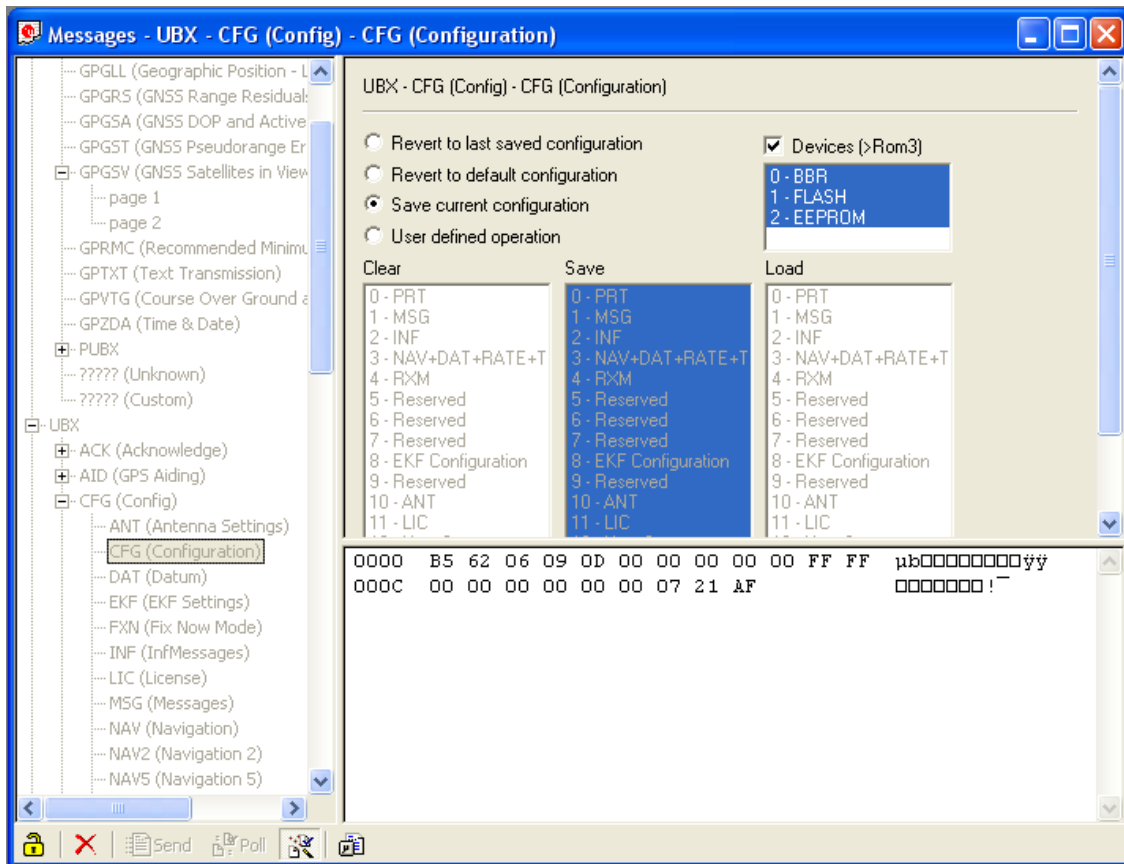 Messages - UBX - CFG (Config) - CFG (Configuration)
GPGLL (Geographic Position - L
GPGRS (GNSS Range Residual
GPGSA (GNSS DOP and Active
GPGST (GNSS Pseudorange Er
GPGSV (GNSS Satellites in View
page 1
page 2
GPRMC (Recommended Minimu
GPTXT (Text Transmission)
GPVTG (Course Over Ground a
GPZDA (Time & Date)
PUBX
????? (Unknown)
????? (Custom)
UBX
ACK (Acknowledge)
AID (GPS Aiding)
CFG (Config)
ANT (Antenna Settings)
CFG (Configuration)
DAT (Datum)
EKF (EKF Settings)
FXN (Fix Now Mode)
INF (InfMessages)
LIC (License)
MSG (Messages)
NAV (Navigation)
NAV2 (Navigation 2)
NAV5 (Navigation 5)
UBX - CFG (Config) - CFG (Configuration)
Revert to last saved configuration
Revert to default configuration
Save current configuration
User defined operation
Devices (>Rom3)
0 - BBR
1 - FLASH
2 - EEPROM
Clear
0 - PRT
1 - MSG
2 - INF
3 - NAV+DAT+RATE+T
4 - RXM
5 - Reserved
6 - Reserved
7 - Reserved
8 - EKF Configuration
9 - Reserved
10 - ANT
11 - LIC
Save
0 - PRT
1 - MSG
2 - INF
3 - NAV+DAT+RATE+T
4 - RXM
5 - Reserved
6 - Reserved
7 - Reserved
8 - EKF Configuration
9 - Reserved
10 - ANT
11 - LIC
Load
0 - PRT
1 - MSG
2 - INF
3 - NAV+DAT+RATE+T
4 - RXM
5 - Reserved
6 - Reserved
7 - Reserved
8 - EKF Configuration
9 - Reserved
10 - ANT
11 - LIC
0000 B5 62 06 09 0D 00 00 00 00 00 FF FF µb□□□□□□□□ÿÿ
000C 00 00 00 00 00 00 07 21 AF □□□□□□□!¯
Send Poll